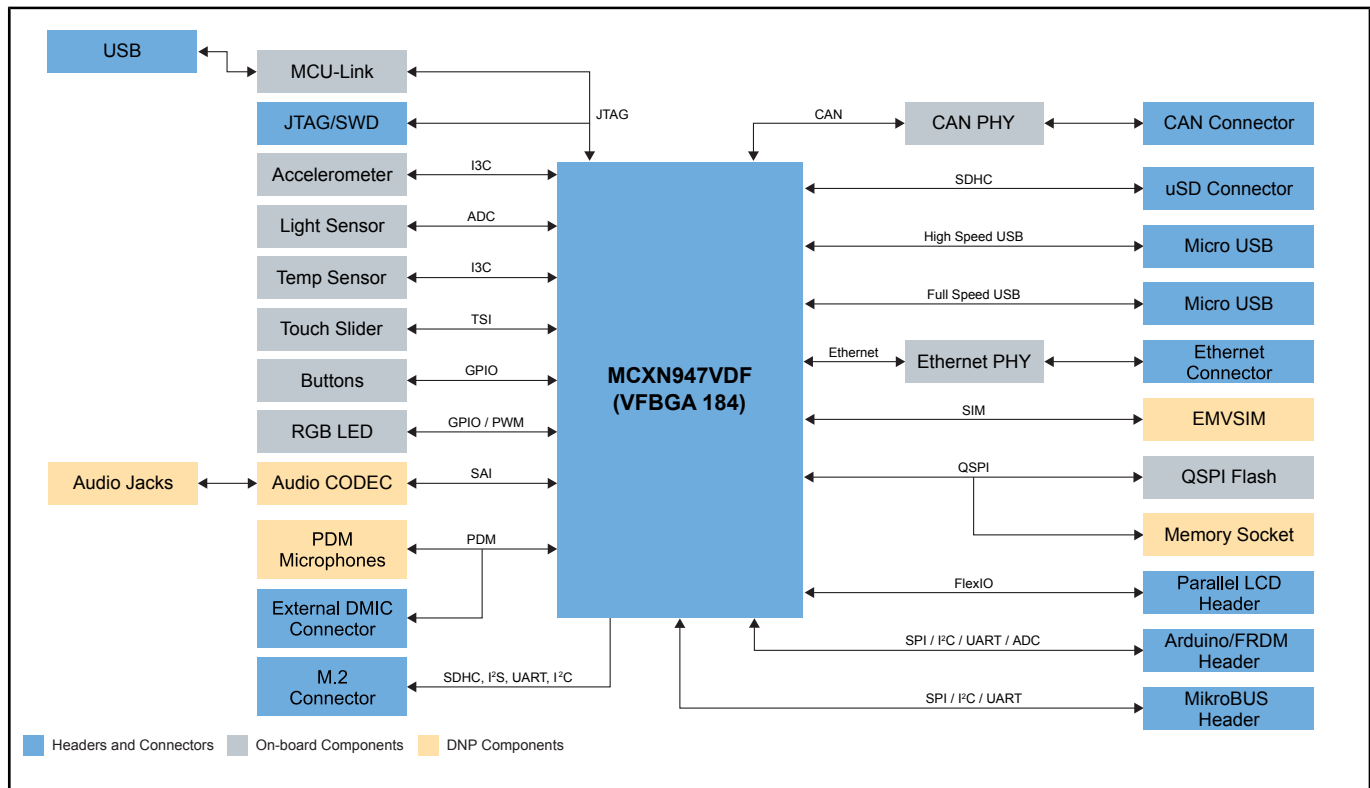 USB
MCU-Link
JTAG/SWD
JTAG
Accelerometer
I3C
Light Sensor
ADC
Temp Sensor
I3C
Touch Slider
TSI
Buttons
GPIO
RGB LED
GPIO / PWM
Audio Jacks
Audio CODEC
SAI
PDM
Microphones
PDM
External DMIC
Connector
M.2
Connector
SDHC, I²S, UART, I²C
MCXN947VDF
(VFBGA 184)
CAN
CAN PHY
CAN Connector
SDHC
uSD Connector
High Speed USB
Micro USB
Full Speed USB
Micro USB
Ethernet
Ethernet PHY
Ethernet
Connector
SIM
EMVSIM
QSPI
QSPI Flash
Memory Socket
FlexIO
Parallel LCD
Header
SPI / I²C / UART / ADC
Arduino/FRDM
Header
SPI / I²C / UART
MikroBUS
Header
Headers and Connectors
On-board Components
DNP Components